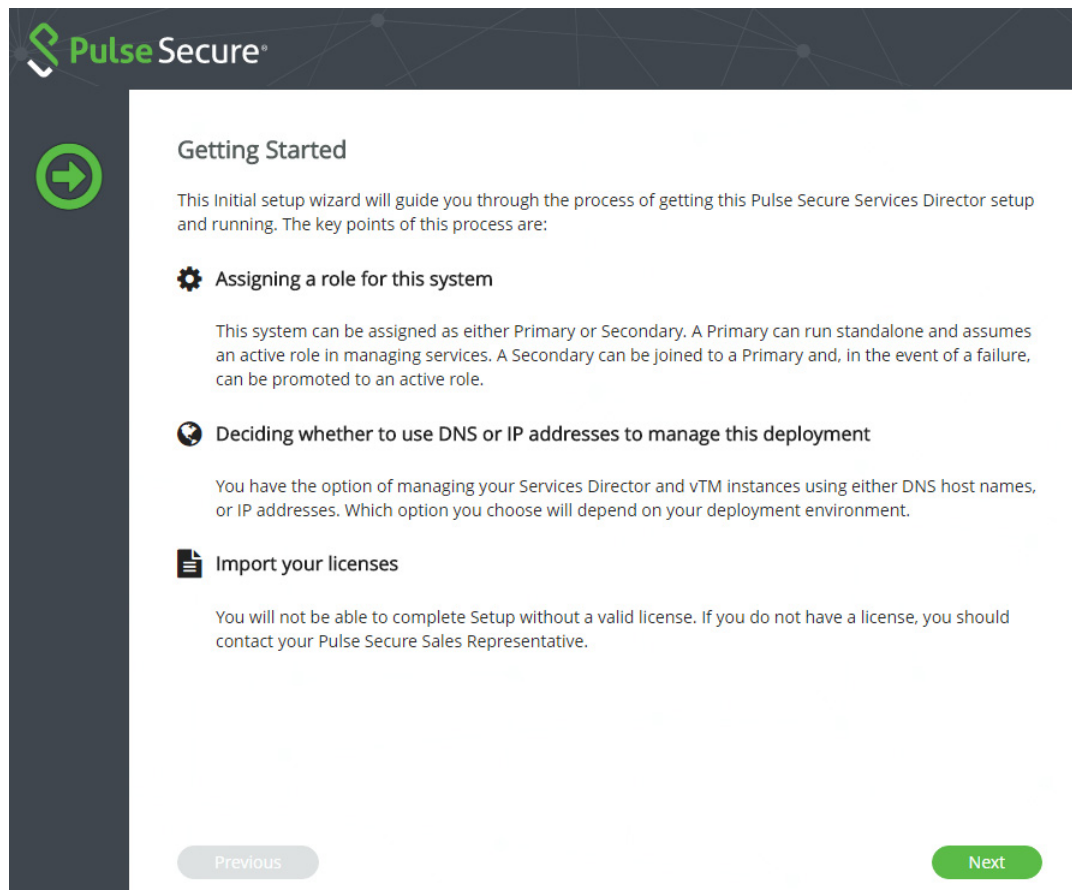 Pulse Secure®
Getting Started
This Initial setup wizard will guide you through the process of getting this Pulse Secure Services Director setup
and running. The key points of this process are:
Assigning a role for this system
This system can be assigned as either Primary or Secondary. A Primary can run standalone and assumes
an active role in managing services. A Secondary can be joined to a Primary and, in the event of a failure,
can be promoted to an active role.
Deciding whether to use DNS or IP addresses to manage this deployment
You have the option of managing your Services Director and vTM instances using either DNS host names,
or IP addresses. Which option you choose will depend on your deployment environment.
Import your licenses
You will not be able to complete Setup without a valid license. If you do not have a license, you should
contact your Pulse Secure Sales Representative.
Previous
Next